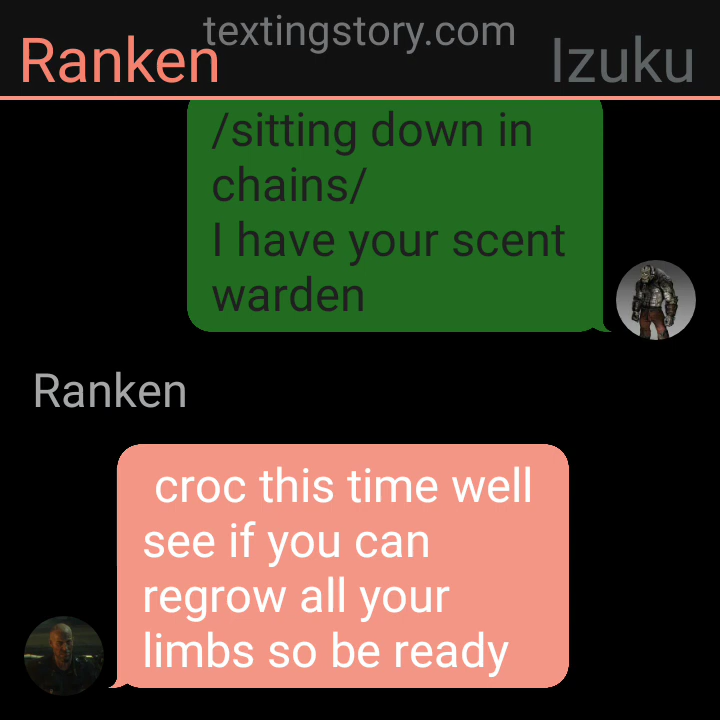 textingstory.com
Ranken
Izuku
/sitting down in
chains/
I have your scent
warden
Ranken
croc this time well
see if you can
regrow all your
limbs so be ready